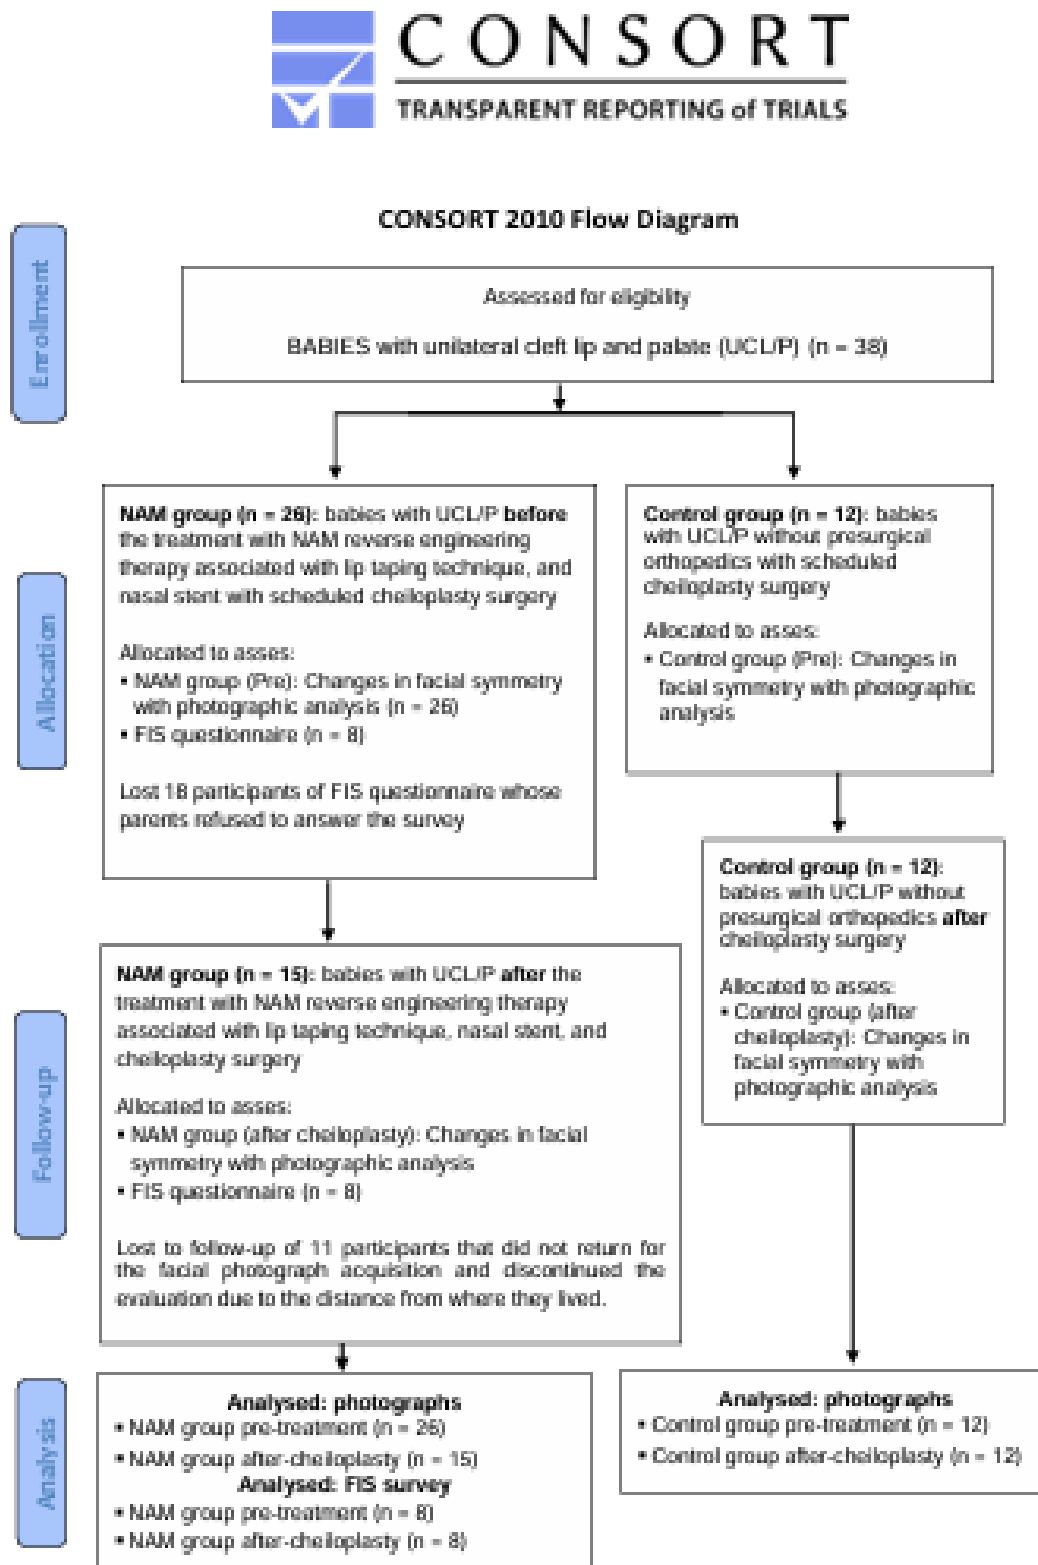 CONSORT
TRANSPARENT REPORTING of TRIALS
CONSORT 2010 Flow Diagram
Enrollment
Assessed for eligibility
BABIES with unilateral cleft lip and palate (UCL/P) (n = 38)
Allocation
NAM group (n = 26): babies with UCL/P before
the treatment with NAM reverse engineering
therapy associated with lip taping technique, and
nasal stent with scheduled cheiloplasty surgery
Allocated to asses:
▪ NAM group (Pre): Changes in facial symmetry
with photographic analysis (n = 26)
▪ FIS questionnaire (n = 8)
Lost 18 participants of FIS questionnaire whose
parents refused to answer the survey
Control group (n = 12): babies
with UCL/P without presurgical
orthopedics with scheduled
cheiloplasty surgery
Allocated to asses:
▪ Control group (Pre): Changes in
facial symmetry with photographic
analysis
Control group (n = 12):
babies with UCL/P without
presurgical orthopedics after
cheiloplasty surgery
Allocated to asses:
▪ Control group (after
cheiloplasty): Changes in
facial symmetry with
photographic analysis
Follow-up
NAM group (n = 15): babies with UCL/P after the
treatment with NAM reverse engineering therapy
associated with lip taping technique, nasal stent, and
cheiloplasty surgery
Allocated to asses:
▪ NAM group (after cheiloplasty): Changes in facial
symmetry with photographic analysis
▪ FIS questionnaire (n = 8)
Lost to follow-up of 11 participants that did not return for
the facial photograph acquisition and discontinued the
evaluation due to the distance from where they lived.
Analysis
Analysed: photographs
▪ NAM group pre-treatment (n = 26)
▪ NAM group after-cheiloplasty (n = 15)
Analysed: FIS survey
▪ NAM group pre-treatment (n = 8)
▪ NAM group after-cheiloplasty (n = 8)
Analysed: photographs
▪ Control group pre-treatment (n = 12)
▪ Control group after-cheiloplasty (n = 12)